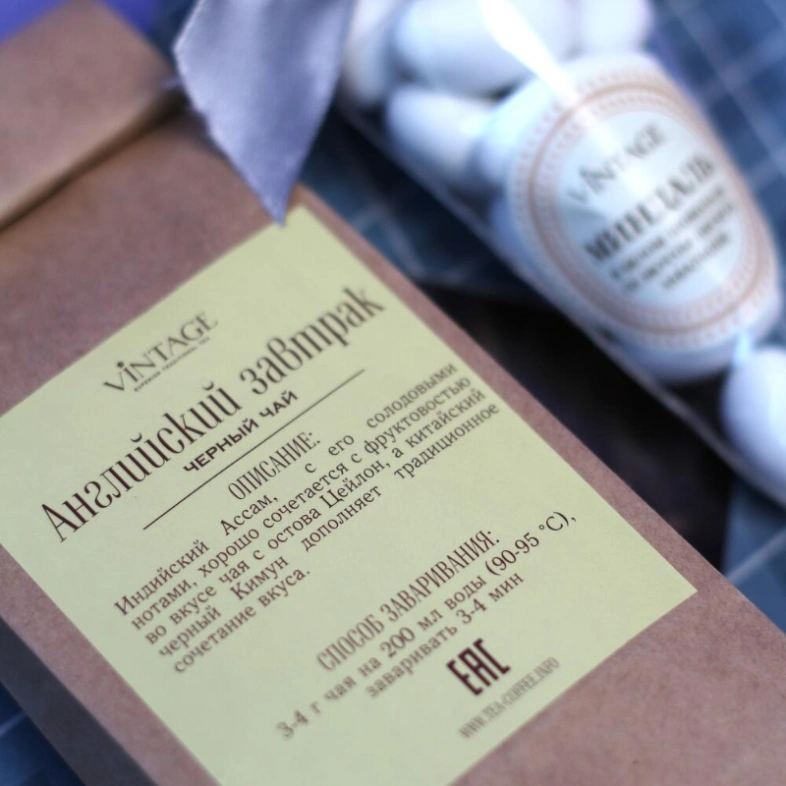 VINTAGE
Английский завтрак
ЧЕРНЫЙ ЧАЙ
ОПИСАНИЕ:
Индийский Ассам, с его солодовыми
нотами, хорошо сочетается с фруктовостью
во вкусе чая с остова Цейлон, а китайский
черный Кимун дополняет традиционное
сочетание вкуса.
СПОСОБ ЗАВАРИВАНИЯ:
3-4 г чая на 200 мл воды (90-95 °С),
заваривать 3-4 мин
EAC
WWW.TEA-COFFEE.INFO
VINTAGE
МИНДАЛЬ